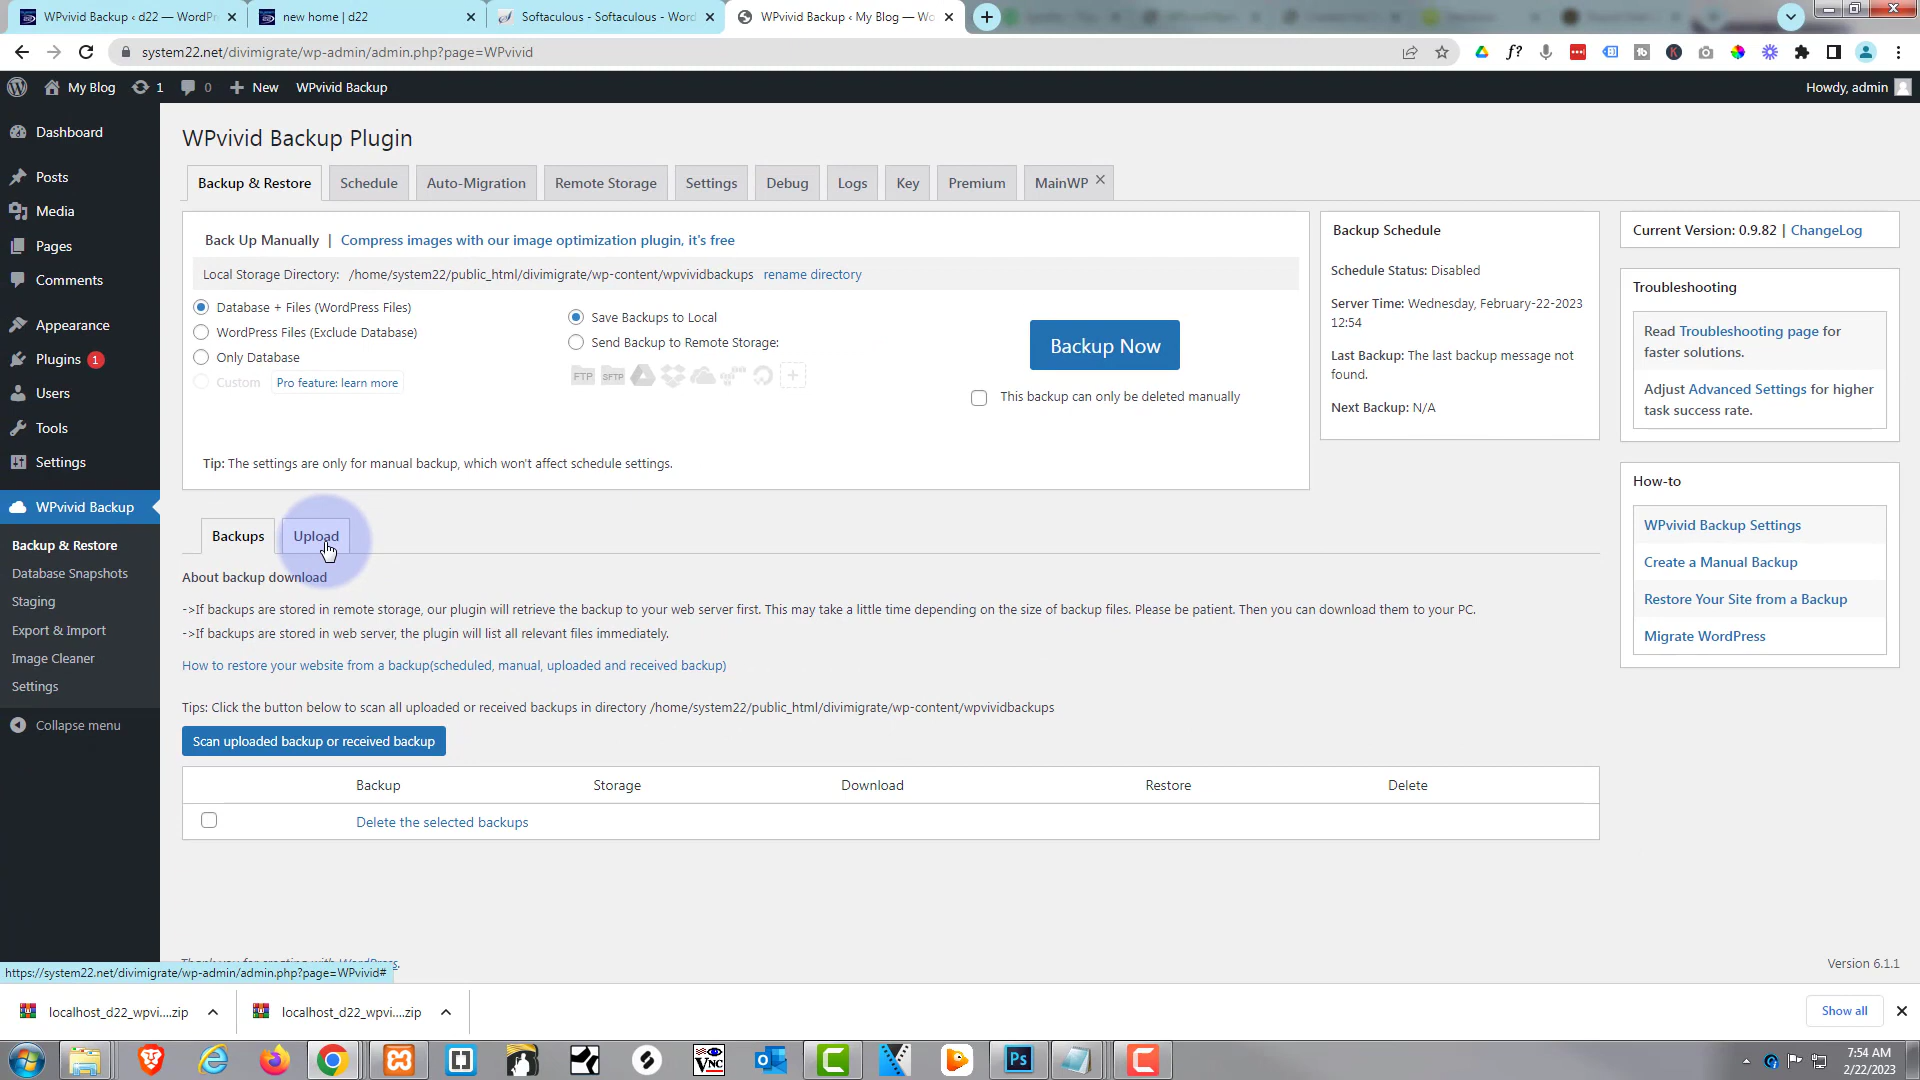 WPvivid Backup ‹ d22 — WordPr
new home | d22
Softaculous - Softaculous - Wor
WPvivid Backup ‹ My Blog — Wo
system22.net/divimigrate/wp-admin/admin.php?page=WPvivid
My Blog
1
0
New
WPvivid Backup
Howdy, admin
Dashboard
Posts
Media
Pages
Comments
Appearance
Plugins 1
Users
Tools
Settings
WPvivid Backup
Backup & Restore
Database Snapshots
Staging
Export & Import
Image Cleaner
Settings
Collapse menu
WPvivid Backup Plugin
Backup & Restore
Schedule
Auto-Migration
Remote Storage
Settings
Debug
Logs
Key
Premium
MainWP
Back Up Manually | Compress images with our image optimization plugin, it's free
Local Storage Directory: /home/system22/public_html/divimigrate/wp-content/wpvividbackups rename directory
Database + Files (WordPress Files)
WordPress Files (Exclude Database)
Only Database
Custom Pro feature: learn more
Save Backups to Local
Send Backup to Remote Storage:
FTP
SFTP
Backup Now
This backup can only be deleted manually
Tip: The settings are only for manual backup, which won't affect schedule settings.
Backup Schedule
Schedule Status: Disabled
Server Time: Wednesday, February-22-2023
12:54
Last Backup: The last backup message not
found.
Next Backup: N/A
Current Version: 0.9.82 | ChangeLog
Troubleshooting
Read Troubleshooting page for
faster solutions.
Adjust Advanced Settings for higher
task success rate.
How-to
WPvivid Backup Settings
Create a Manual Backup
Restore Your Site from a Backup
Migrate WordPress
Backups
Upload
About backup download
->If backups are stored in remote storage, our plugin will retrieve the backup to your web server first. This may take a little time depending on the size of backup files. Please be patient. Then you can download them to your PC.
->If backups are stored in web server, the plugin will list all relevant files immediately.
How to restore your website from a backup(scheduled, manual, uploaded and received backup)
Tips: Click the button below to scan all uploaded or received backups in directory /home/system22/public_html/divimigrate/wp-content/wpvividbackups
Scan uploaded backup or received backup
Backup
Storage
Download
Restore
Delete
Delete the selected backups
Thank you for creating with WordPress.
Version 6.1.1
https://system22.net/divimigrate/wp-admin/admin.php?page=WPvivid#
localhost_d22_wpvi....zip
localhost_d22_wpvi....zip
Show all
7:54 AM
2/22/2023